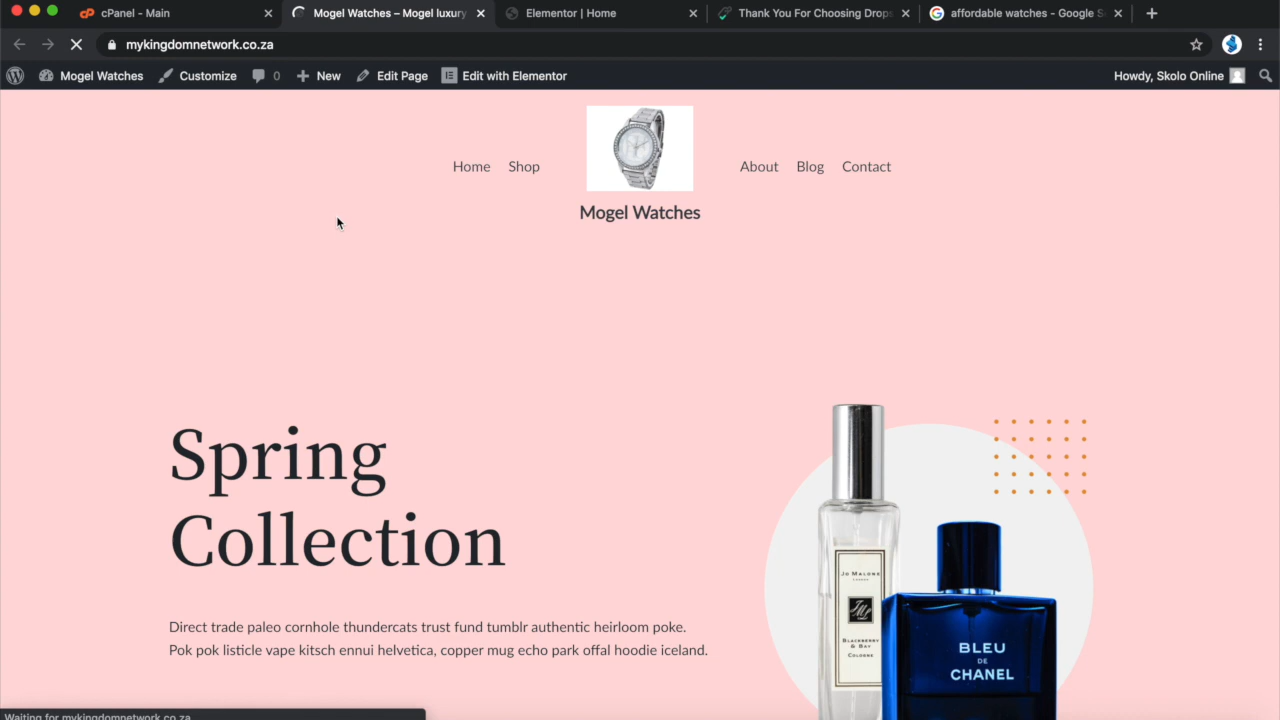 cPanel - Main
Mogel Watches – Mogel luxury
Elementor | Home
Thank You For Choosing Drops
affordable watches - Google S
mykingdomnetwork.co.za
Mogel Watches
Customize
0
New
Edit Page
Edit with Elementor
Howdy, Skolo Online
Home
Shop
About
Blog
Contact
Mogel Watches
Spring
Collection
Direct trade paleo cornhole thundercats trust fund tumblr authentic heirloom poke.
Pok pok listicle vape kitsch ennui helvetica, copper mug echo park offal hoodie iceland.
JO MALONE
LONDON
BLACKBERRY
& BAY
COLOGNE
BLEU
DE
CHANEL
Waiting for mykingdomnetwork.co.za